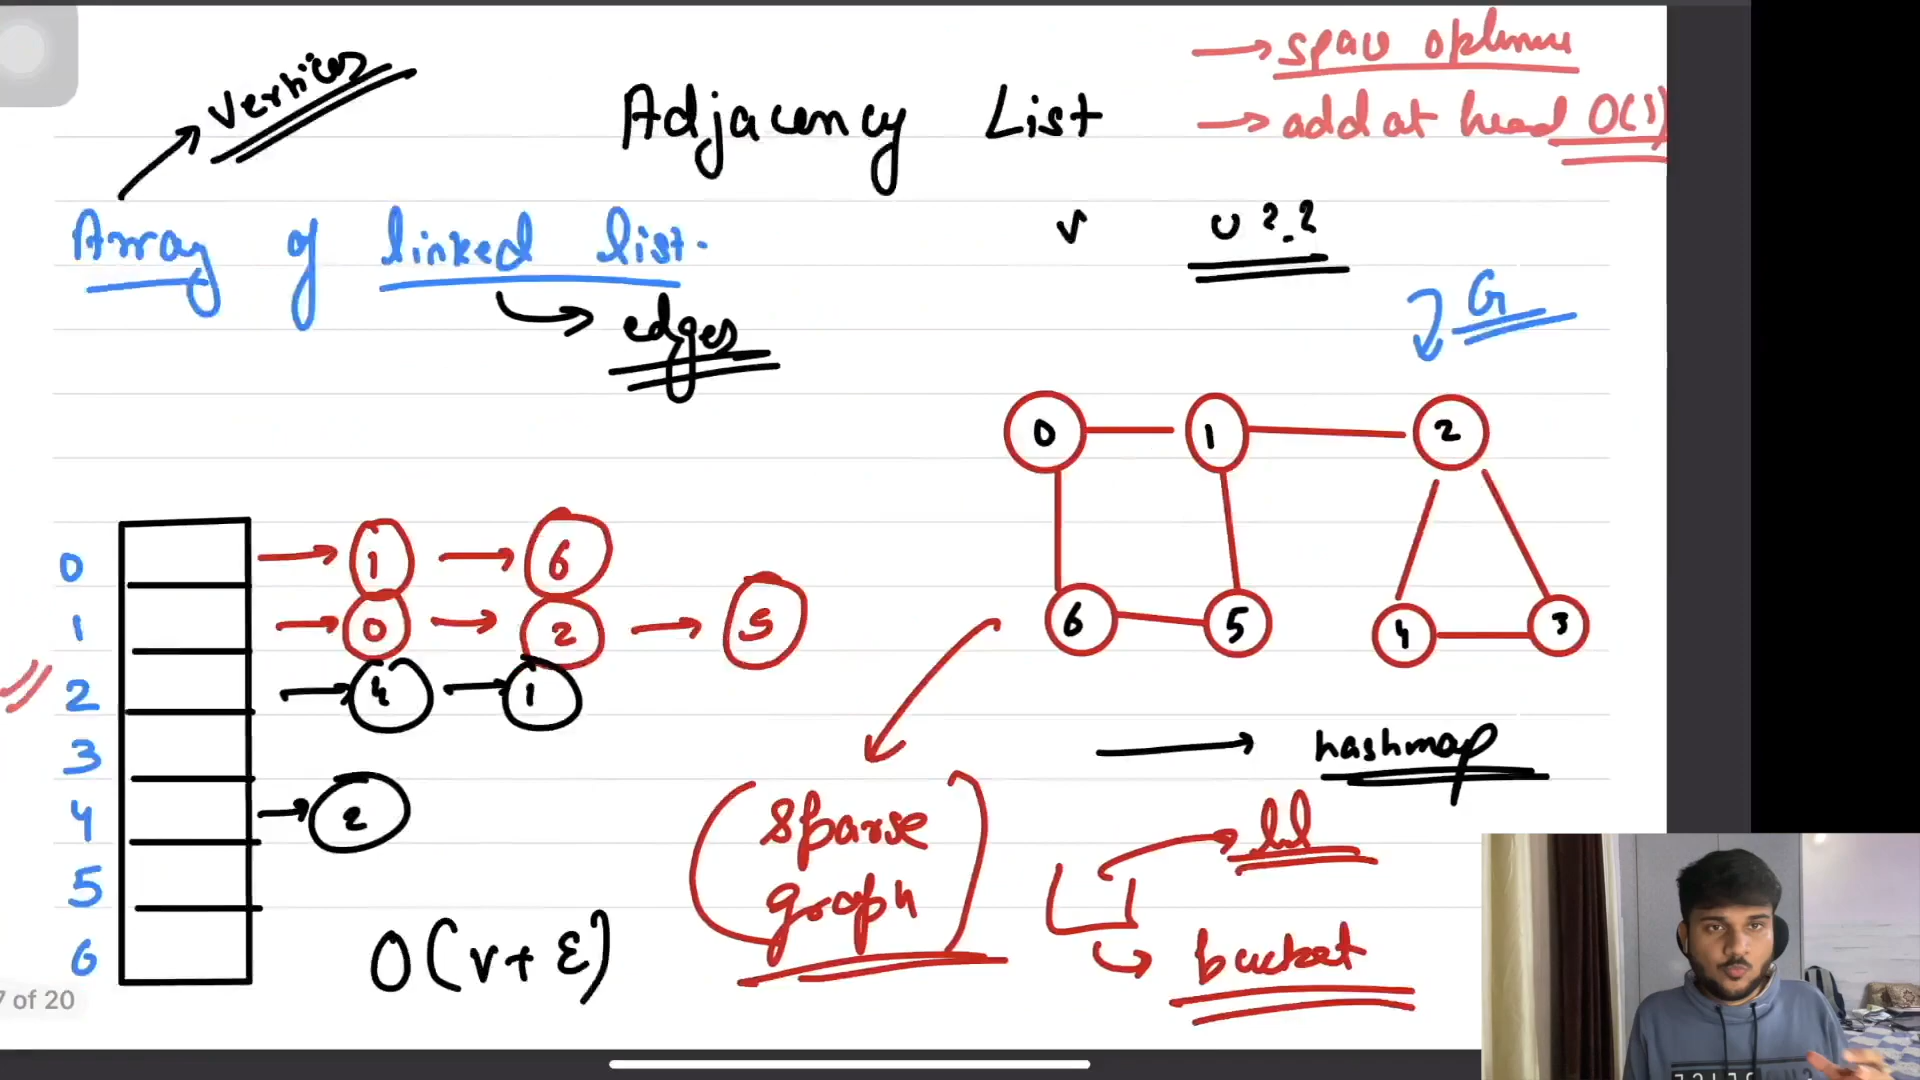 vertices
Adjacency List
→ space optimise
→ add at head O(1)
Array of linked list.
→ edges
v
u ?.?
G
0 1 2
6 5 4 3
0 → 1 → 6
1 → 0 → 2 → 5
2 → 4 → 1
3
4 → 2
5
6
O(v+E)
(sparse
graph)
→ hashmap
ll
bucket
7 of 20